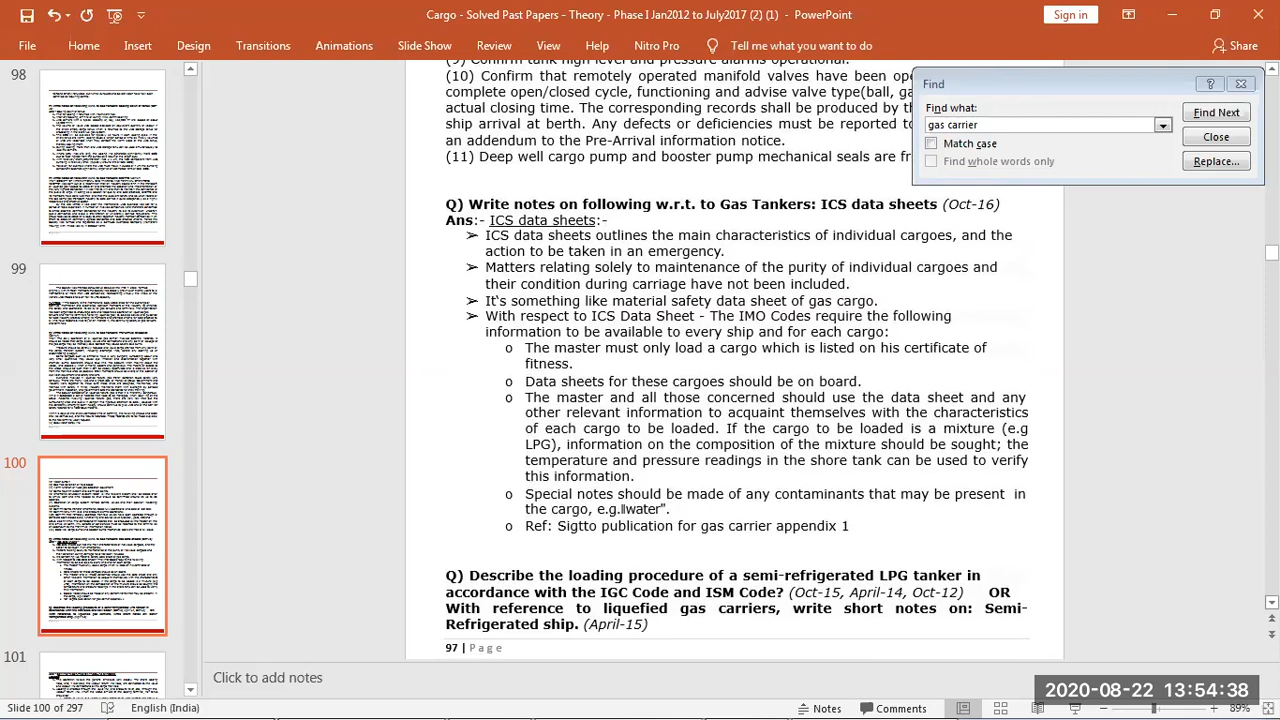 Cargo - Solved Past Papers - Theory - Phase I Jan2012 to July2017 (2) (1) - PowerPoint
Sign in
File Home Insert Design Transitions Animations Slide Show Review View Help Nitro Pro Tell me what you want to do Share
98
99
100
101
(9) Confirm tank high level and pressure alarms operational.
(10) Confirm that remotely operated manifold valves have been ope
complete open/closed cycle, functioning and advise valve type(ball, ga
actual closing time. The corresponding records shall be produced by th
ship arrival at berth. Any defects or deficiencies must be reported to
an addendum to the Pre-Arrival information notice.
(11) Deep well cargo pump and booster pump mechanical seals are fr
Find
Find what:
gas carrier
Find Next
Match case
Close
Find whole words only
Replace...
Q) Write notes on following w.r.t. to Gas Tankers: ICS data sheets (Oct-16)
Ans:- ICS data sheets:-
➢ ICS data sheets outlines the main characteristics of individual cargoes, and the
action to be taken in an emergency.
➢ Matters relating solely to maintenance of the purity of individual cargoes and
their condition during carriage have not been included.
➢ It's something like material safety data sheet of gas cargo.
➢ With respect to ICS Data Sheet - The IMO Codes require the following
information to be available to every ship and for each cargo:
o The master must only load a cargo which is listed on his certificate of
fitness.
o Data sheets for these cargoes should be on board.
o The master and all those concerned should use the data sheet and any
other relevant information to acquaint themselves with the characteristics
of each cargo to be loaded. If the cargo to be loaded is a mixture (e.g
LPG), information on the composition of the mixture should be sought; the
temperature and pressure readings in the shore tank can be used to verify
this information.
o Special notes should be made of any contaminants that may be present in
the cargo, e.g.‖water".
o Ref: Sigtto publication for gas carrier appendix 1
Q) Describe the loading procedure of a semi-refrigerated LPG tanker in
accordance with the IGC Code and ISM Code? (Oct-15, April-14, Oct-12) OR
With reference to liquefied gas carriers, write short notes on: Semi-
Refrigerated ship. (April-15)
97 | Page
Click to add notes
2020-08-22 13:54:38
Slide 100 of 297 English (India) Notes Comments 89%